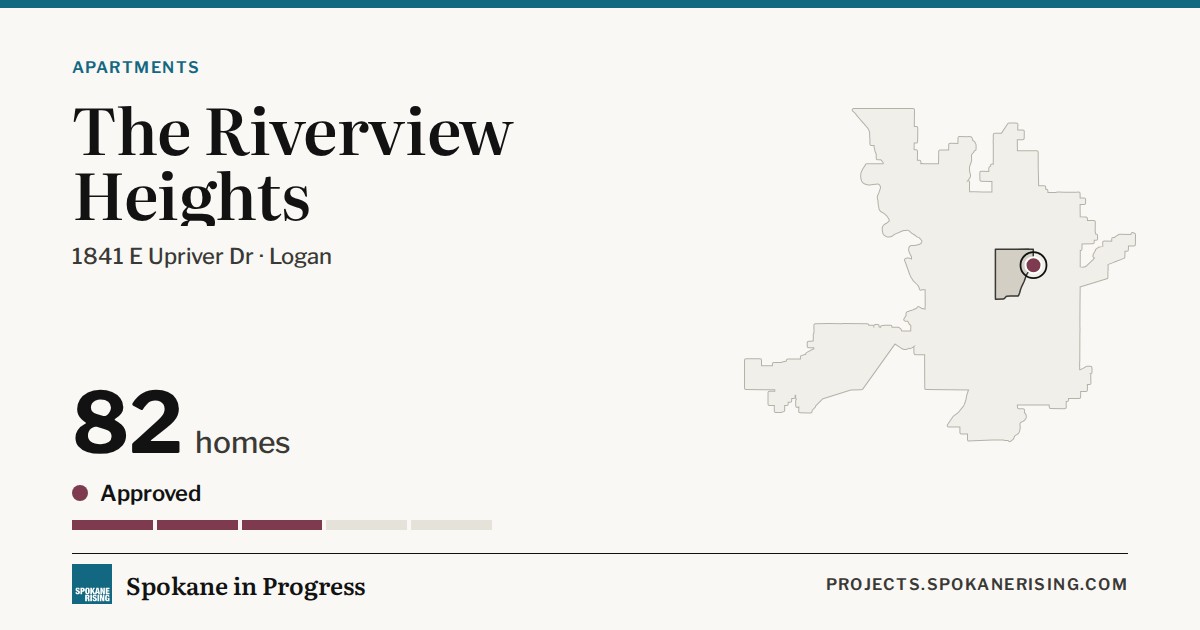 APARTMENTS
The Riverview
Heights
1841 E Upriver Dr · Logan
82 homes
Approved
SPOKANE
RISING
Spokane in Progress
PROJECTS.SPOKANERISING.COM